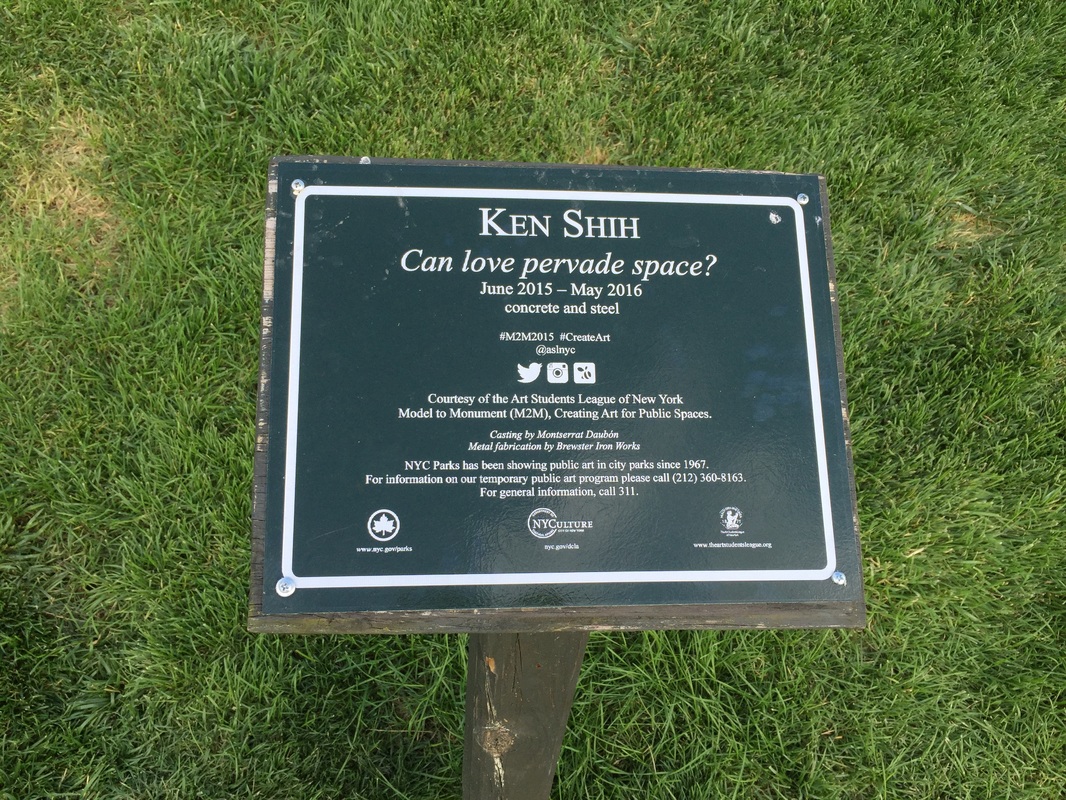 KEN SHIH
Can love pervade space?
June 2015 – May 2016
concrete and steel
#M2M2015 #CreateArt
@aslnyc
Courtesy of the Art Students League of New York
Model to Monument (M2M), Creating Art for Public Spaces.
Casting by Montserrat Daubón
Metal fabrication by Brewster Iron Works
NYC Parks has been showing public art in city parks since 1967.
For information on our temporary public art program please call (212) 360-8163.
For general information, call 311.
NYCULTURE
CITY OF NEW YORK
www.nyc.gov/parks
nyc.gov/dcla
www.theartstudentsleague.org